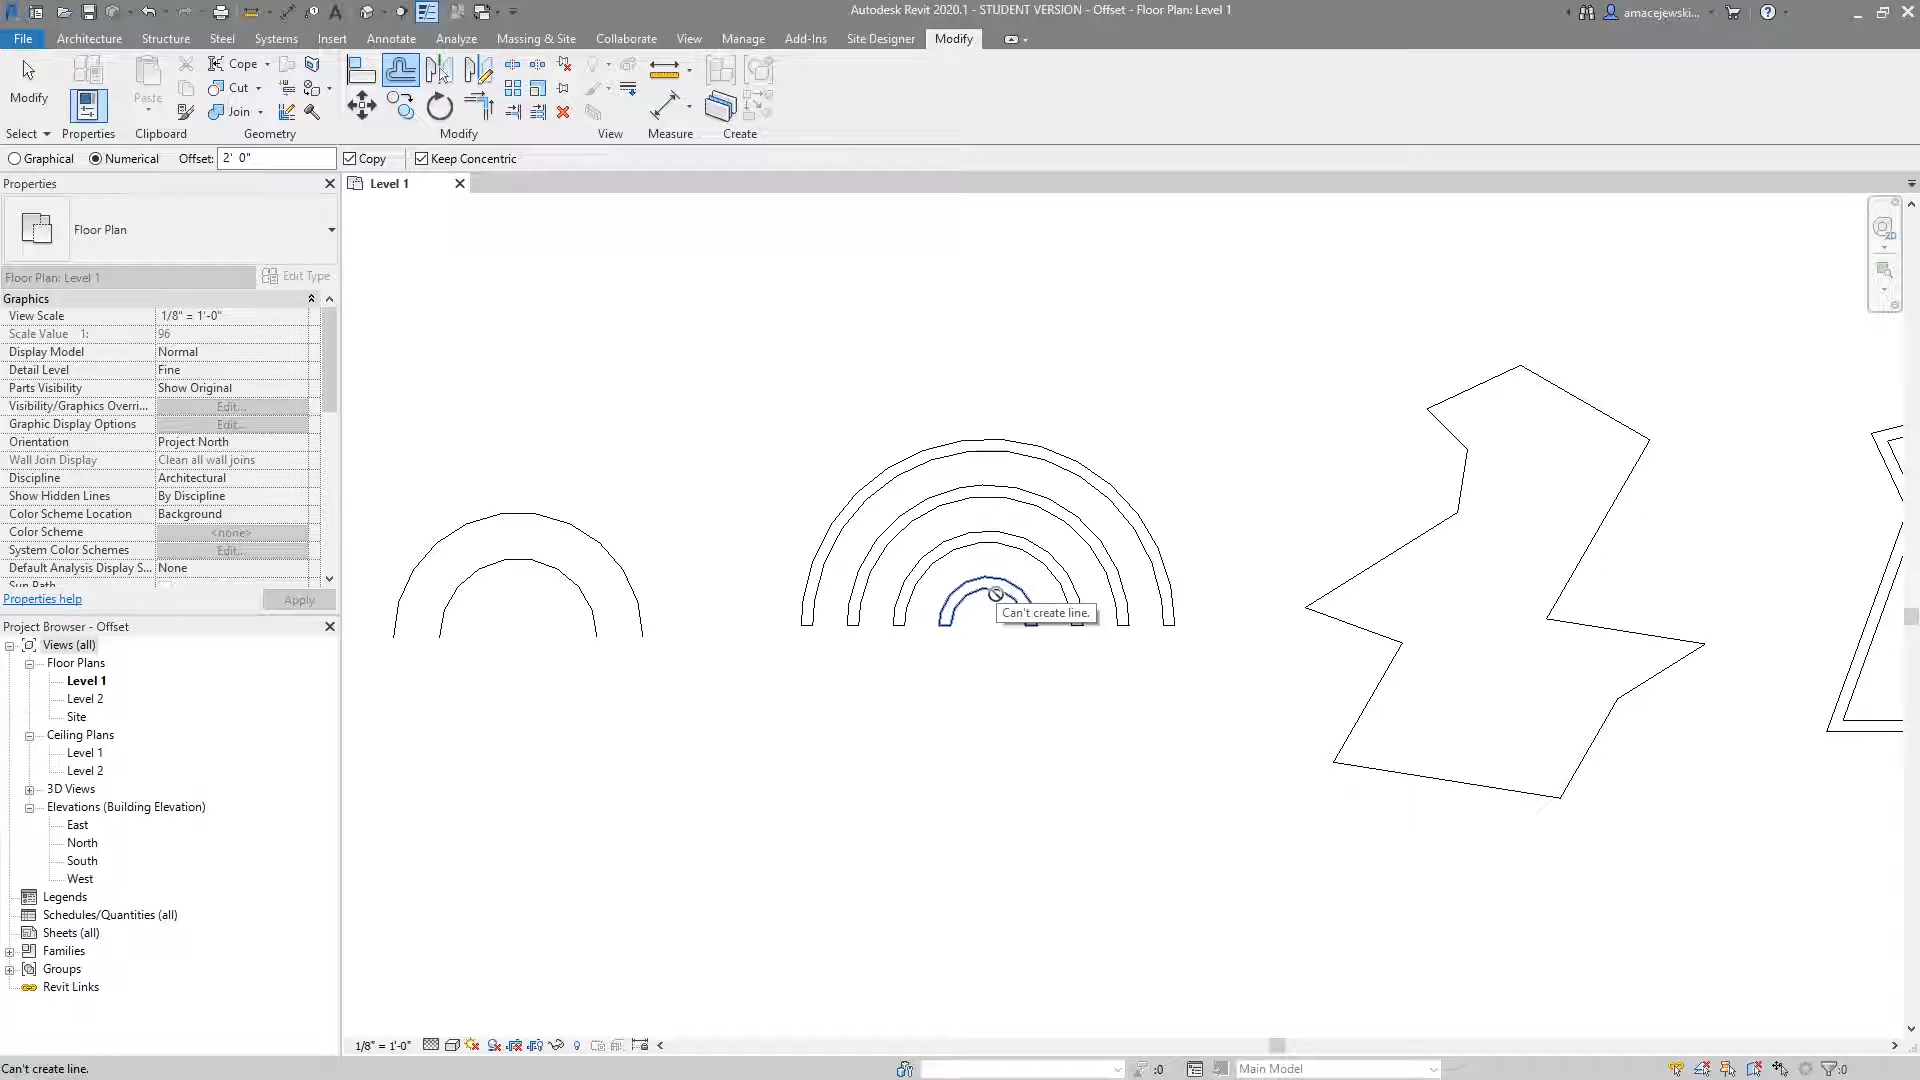 Autodesk Revit 2020.1 - STUDENT VERSION - Offset - Floor Plan: Level 1
amacejewski...
File Architecture Structure Steel Systems Insert Annotate Analyze Massing & Site Collaborate View Manage Add-Ins Site Designer Modify
Modify
Paste
Cope
Cut
Join
Select Properties Clipboard Geometry Modify View Measure Create
Graphical Numerical Offset: 2' 0" Copy Keep Concentric
Properties
Level 1
Floor Plan
Floor Plan: Level 1 Edit Type
Graphics
View Scale 1/8" = 1'-0"
Scale Value 1: 96
Display Model Normal
Detail Level Fine
Parts Visibility Show Original
Visibility/Graphics Overri... Edit...
Graphic Display Options Edit...
Orientation Project North
Wall Join Display Clean all wall joins
Discipline Architectural
Show Hidden Lines By Discipline
Color Scheme Location Background
Color Scheme <none>
System Color Schemes Edit...
Default Analysis Display S... None
Sun Path
Properties help Apply
Project Browser - Offset
Views (all)
Floor Plans
Level 1
Level 2
Site
Ceiling Plans
Level 1
Level 2
3D Views
Elevations (Building Elevation)
East
North
South
West
Legends
Schedules/Quantities (all)
Sheets (all)
Families
Groups
Revit Links
Can't create line.
2D
1/8" = 1'-0"
Can't create line.
:0
Main Model
:0